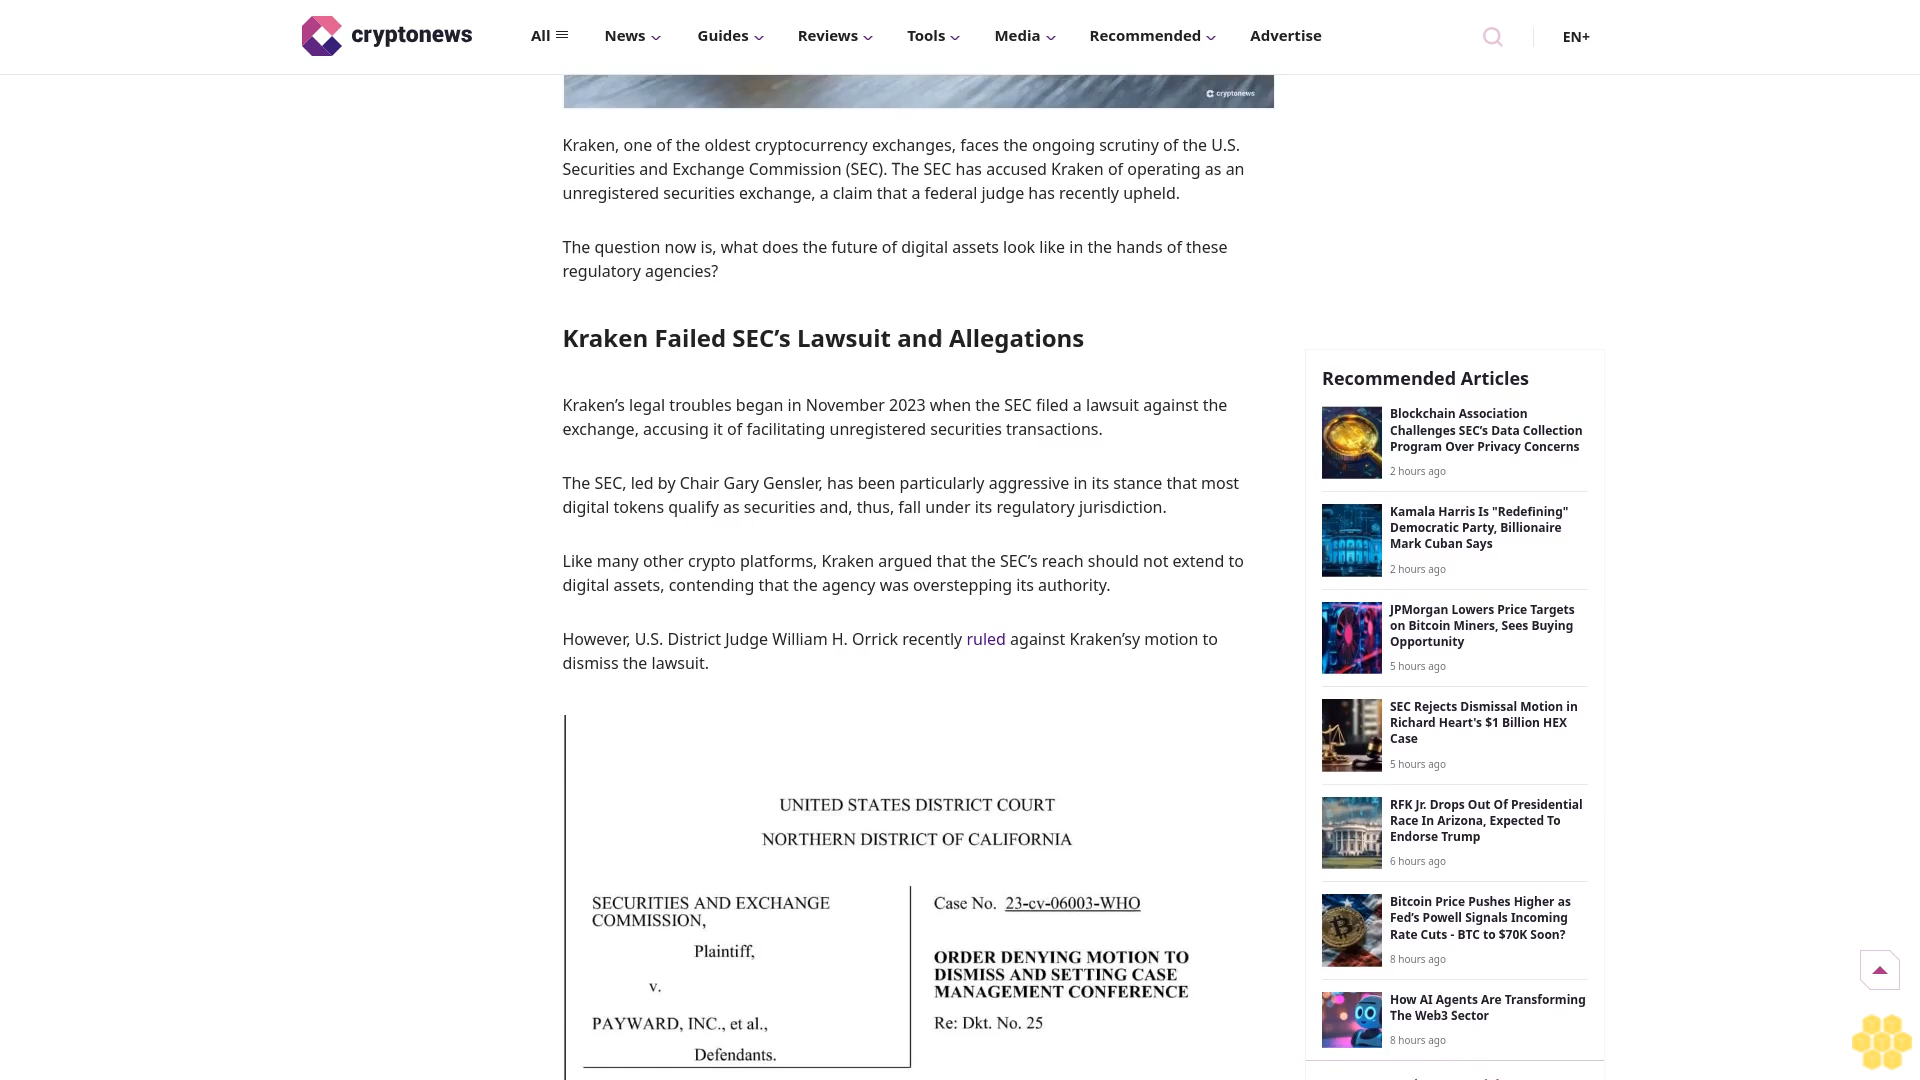 cryptonews
All
News
Guides
Reviews
Tools
Media
Recommended
Advertise
EN+
cryptonews
Kraken, one of the oldest cryptocurrency exchanges, faces the ongoing scrutiny of the U.S.
Securities and Exchange Commission (SEC). The SEC has accused Kraken of operating as an
unregistered securities exchange, a claim that a federal judge has recently upheld.
The question now is, what does the future of digital assets look like in the hands of these
regulatory agencies?
Kraken Failed SEC’s Lawsuit and Allegations
Kraken’s legal troubles began in November 2023 when the SEC filed a lawsuit against the
exchange, accusing it of facilitating unregistered securities transactions.
The SEC, led by Chair Gary Gensler, has been particularly aggressive in its stance that most
digital tokens qualify as securities and, thus, fall under its regulatory jurisdiction.
Like many other crypto platforms, Kraken argued that the SEC’s reach should not extend to
digital assets, contending that the agency was overstepping its authority.
However, U.S. District Judge William H. Orrick recently ruled against Kraken’sy motion to
dismiss the lawsuit.
UNITED STATES DISTRICT COURT
NORTHERN DISTRICT OF CALIFORNIA
SECURITIES AND EXCHANGE
COMMISSION,
Plaintiff,
v.
PAYWARD, INC., et al.,
Defendants.
Case No. 23-cv-06003-WHO
ORDER DENYING MOTION TO
DISMISS AND SETTING CASE
MANAGEMENT CONFERENCE
Re: Dkt. No. 25
Recommended Articles
Blockchain Association
Challenges SEC’s Data Collection
Program Over Privacy Concerns
2 hours ago
Kamala Harris Is "Redefining"
Democratic Party, Billionaire
Mark Cuban Says
2 hours ago
JPMorgan Lowers Price Targets
on Bitcoin Miners, Sees Buying
Opportunity
5 hours ago
SEC Rejects Dismissal Motion in
Richard Heart's $1 Billion HEX
Case
5 hours ago
RFK Jr. Drops Out Of Presidential
Race In Arizona, Expected To
Endorse Trump
6 hours ago
Bitcoin Price Pushes Higher as
Fed’s Powell Signals Incoming
Rate Cuts - BTC to $70K Soon?
8 hours ago
How AI Agents Are Transforming
The Web3 Sector
8 hours ago